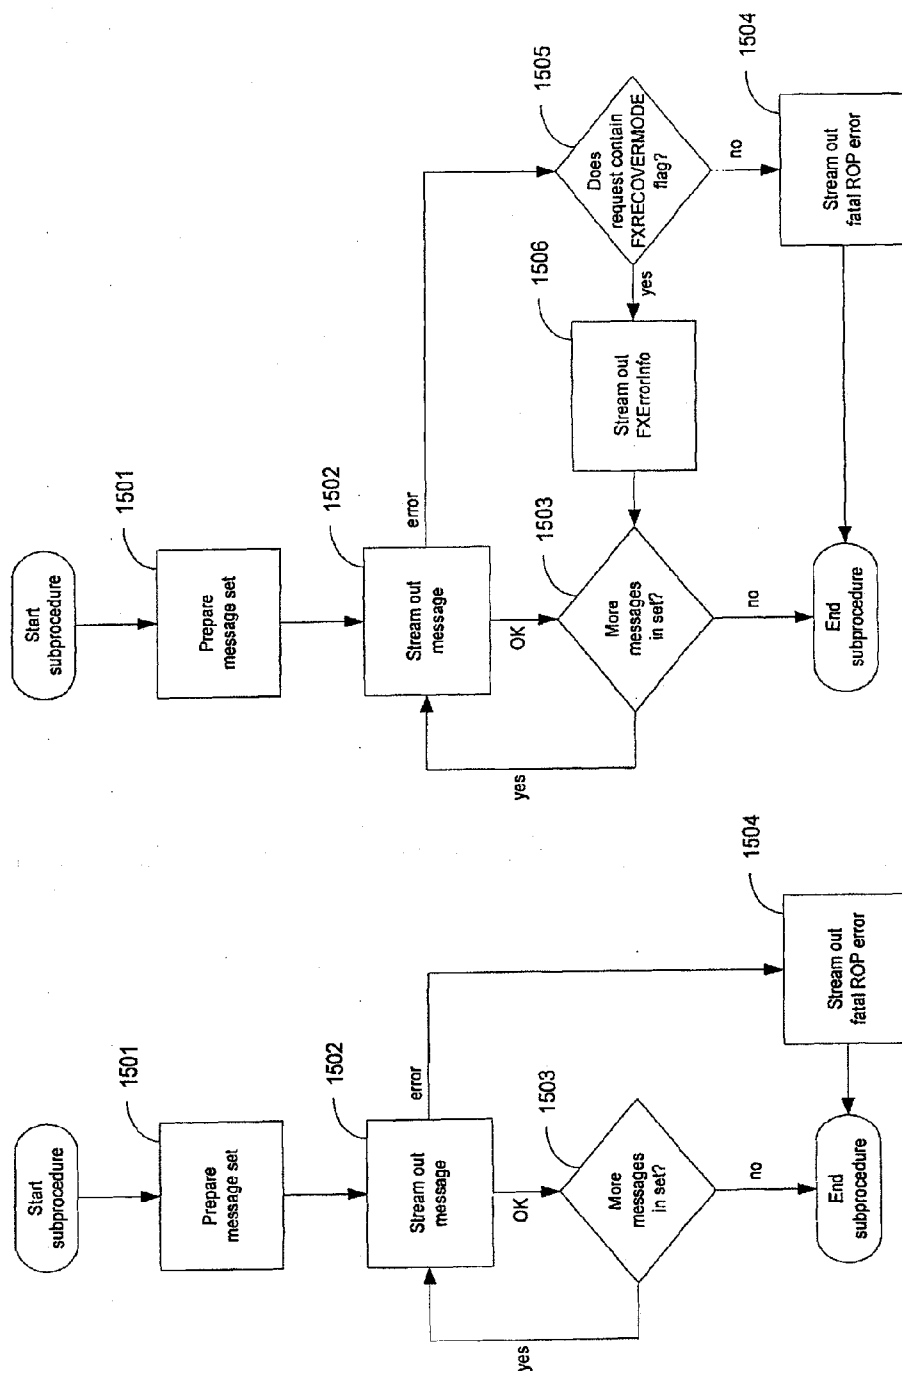 Start
subprocedure
1501
Prepare
message set
1502
Stream out
message
error
OK
1503
More
messages
in set?
yes
no
1504
Stream out
fatal ROP error
End
subprocedure
Start
subprocedure
1501
Prepare
message set
1502
Stream out
message
error
OK
1505
Does
request contain
FXRECOVERMODE
flag?
yes
no
1506
Stream out
FXErrorInfo
1503
More
messages
in set?
yes
no
1504
Stream out
fatal ROP error
End
subprocedure